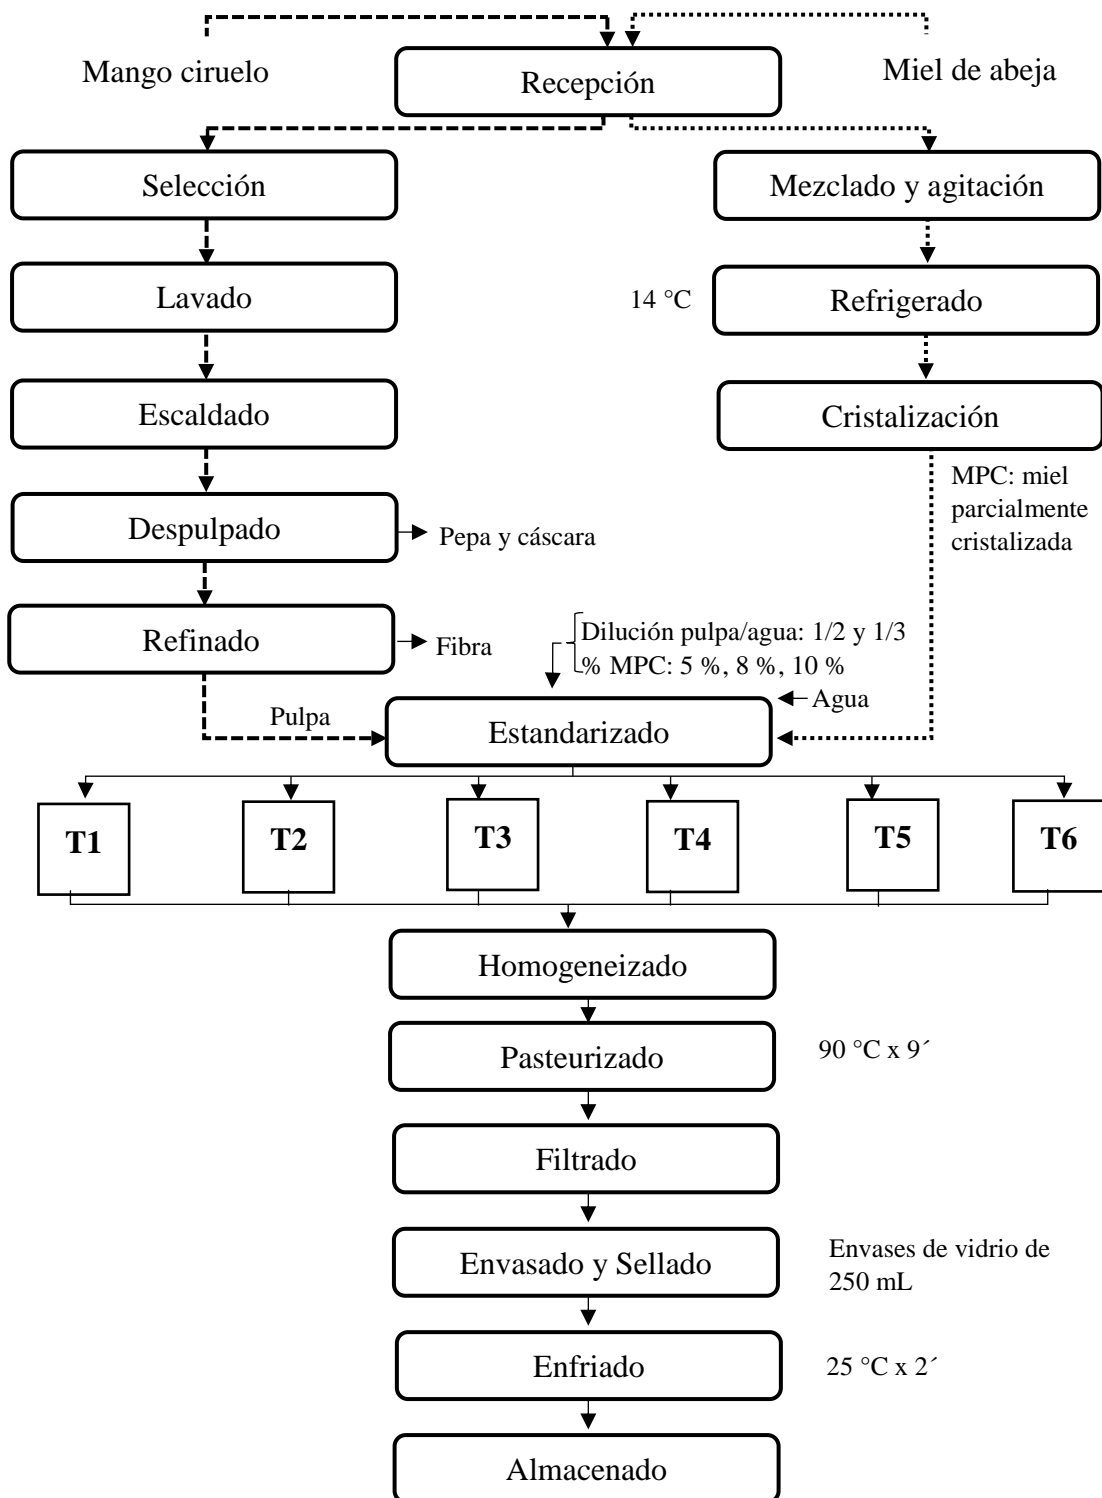 Mango ciruelo
Recepción
Miel de abeja
Selección
Mezclado y agitación
Lavado
14 °C
Refrigerado
Escaldado
Cristalización
MPC: miel
parcialmente
cristalizada
Despulpado
Pepa y cáscara
Refinado
Fibra
Dilución pulpa/agua: 1/2 y 1/3
% MPC: 5 %, 8 %, 10 %
Agua
Pulpa
Estandarizado
T1 T2 T3 T4 T5 T6
Homogeneizado
Pasteurizado
90 °C x 9´
Filtrado
Envasado y Sellado
Envases de vidrio de
250 mL
Enfriado
25 °C x 2´
Almacenado